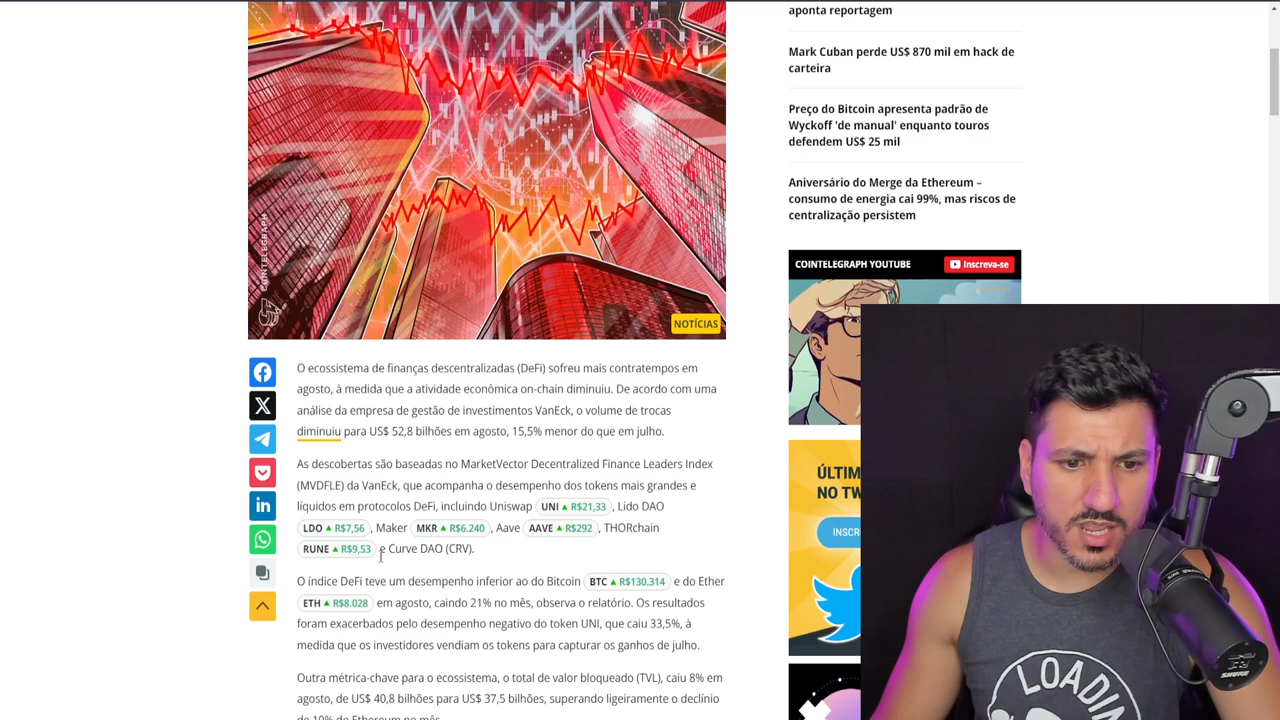 aponta reportagem
Mark Cuban perde US$ 870 mil em hack de
carteira
Preço do Bitcoin apresenta padrão de
Wyckoff 'de manual' enquanto touros
defendem US$ 25 mil
Aniversário do Merge da Ethereum –
consumo de energia cai 99%, mas riscos de
centralização persistem
COINTELEGRAPH YOUTUBE
Inscreva-se
COINTELEGRAPH
NOTÍCIAS
O ecossistema de finanças descentralizadas (DeFi) sofreu mais contratempos em
agosto, à medida que a atividade econômica on-chain diminuiu. De acordo com uma
análise da empresa de gestão de investimentos VanEck, o volume de trocas
diminuiu para US$ 52,8 bilhões em agosto, 15,5% menor do que em julho.
As descobertas são baseadas no MarketVector Decentralized Finance Leaders Index
(MVDFLE) da VanEck, que acompanha o desempenho dos tokens mais grandes e
líquidos em protocolos DeFi, incluindo Uniswap UNI ▲ R$21,33 , Lido DAO
LDO ▲ R$7,56 , Maker MKR ▲ R$6.240 , Aave AAVE ▲ R$292 , THORchain
RUNE ▲ R$9,53 e Curve DAO (CRV).
O índice DeFi teve um desempenho inferior ao do Bitcoin BTC ▲ R$130.314 e do Ether
ETH ▲ R$8.028 em agosto, caindo 21% no mês, observa o relatório. Os resultados
foram exacerbados pelo desempenho negativo do token UNI, que caiu 33,5%, à
medida que os investidores vendiam os tokens para capturar os ganhos de julho.
Outra métrica-chave para o ecossistema, o total de valor bloqueado (TVL), caiu 8% em
agosto, de US$ 40,8 bilhões para US$ 37,5 bilhões, superando ligeiramente o declínio
de 10% do Ethereum no mês.
ÚLTIM
NO TW
INSCR
SHURE
LOADIN